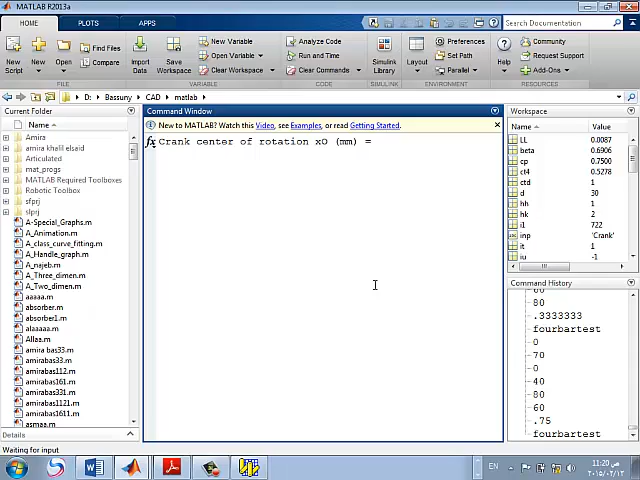 MATLAB R2013a
HOME PLOTS APPS
Search Documentation
New Script
New
Open
Find Files
Compare
Import Data
Save Workspace
New Variable
Open Variable
Clear Workspace
Analyze Code
Run and Time
Clear Commands
Simulink Library
Layout
Preferences
Set Path
Parallel
Help
Community
Request Support
Add-Ons
FILE VARIABLE CODE SIMULINK ENVIRONMENT RESOURCES
D: Bassuny CAD matlab
Current Folder
Name
Amira
amira khalil elsaid
Articulated
mat_progs
MATLAB Required Toolboxes
Robotic Toolbox
sfprj
slprj
A-Special_Graphs.m
A_Animation.m
A_class_curve_fitting.m
A_Handle_graph.m
A_najeb.m
A_Three_dimen.m
A_Two_dimen.m
aaaaa.m
absorber.m
absorber1.m
alaaaaa.m
Allaa.m
amira bas33.m
amirabas33.m
amirabas112.m
amirabas161.m
amirabas331.m
amirabas1121.m
amirabas1611.m
asmaa.m
Details
Command Window
New to MATLAB? Watch this Video, see Examples, or read Getting Started.
fx Crank center of rotation xO (mm) =
Workspace
Name Value
LL 0.0087
beta 0.6906
cp 0.7500
ct4 0.5278
ctd 1
d 30
hh 1
hk 2
i1 722
inp 'Crank'
it 1
iu -1
Command History
60
80
.3333333
fourbartest
0
70
0
40
80
60
.75
fourbartest
Waiting for input
EN
11:20 ص